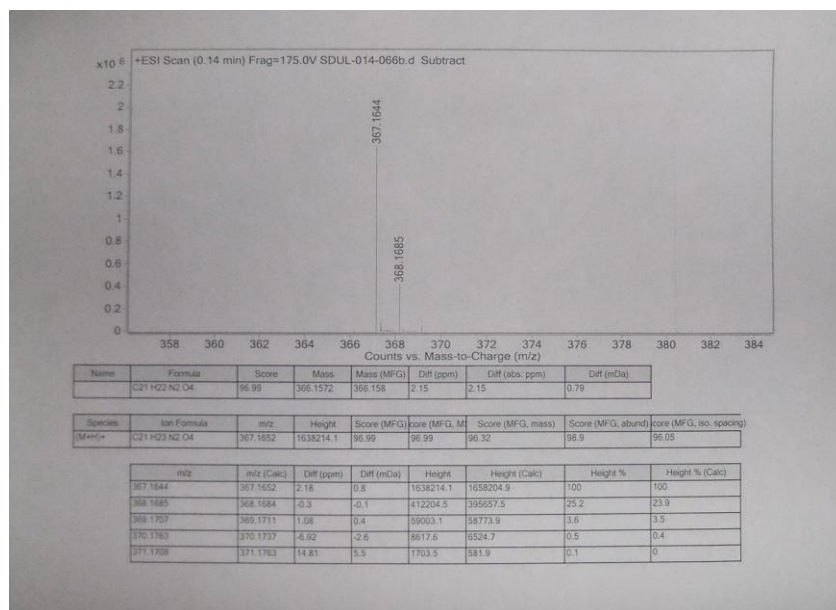 +ESI Scan (0.14 min) Frag=175.0V SDUL-014-066b.d Subtract
x10 6
2.2
2
1.8
1.6
1.4
1.2
1
0.8
0.6
0.4
0.2
0
367.1644
368.1685
358 360 362 364 366 368 370 372 374 376 378 380 382 384
Counts vs. Mass-to-Charge (m/z)
Name Formula Score Mass Mass (MFG) Diff (ppm) Diff (abs. ppm) Diff (mDa)
C21 H22 N2 O4 96.99 366.1572 366.158 2.15 2.15 0.79
Species Ion Formula m/z Height Score (MFG) core (MFG, M Score (MFG, mass) Score (MFG, abund) core (MFG, iso. spacing)
(M+H)+ C21 H23 N2 O4 367.1652 1638214.1 96.99 96.99 96.32 98.9 96.05
m/z m/z (Calc) Diff (ppm) Diff (mDa) Height Height (Calc) Height % Height % (Calc)
367.1644 367.1652 2.18 0.8 1638214.1 1658204.9 100 100
368.1685 368.1684 -0.3 -0.1 412204.5 395657.5 25.2 23.9
369.1707 369.1711 1.08 0.4 59003.1 58773.9 3.6 3.5
370.1763 370.1737 -6.92 -2.6 8617.6 6524.7 0.5 0.4
371.1708 371.1763 14.81 5.5 1703.5 581.9 0.1 0